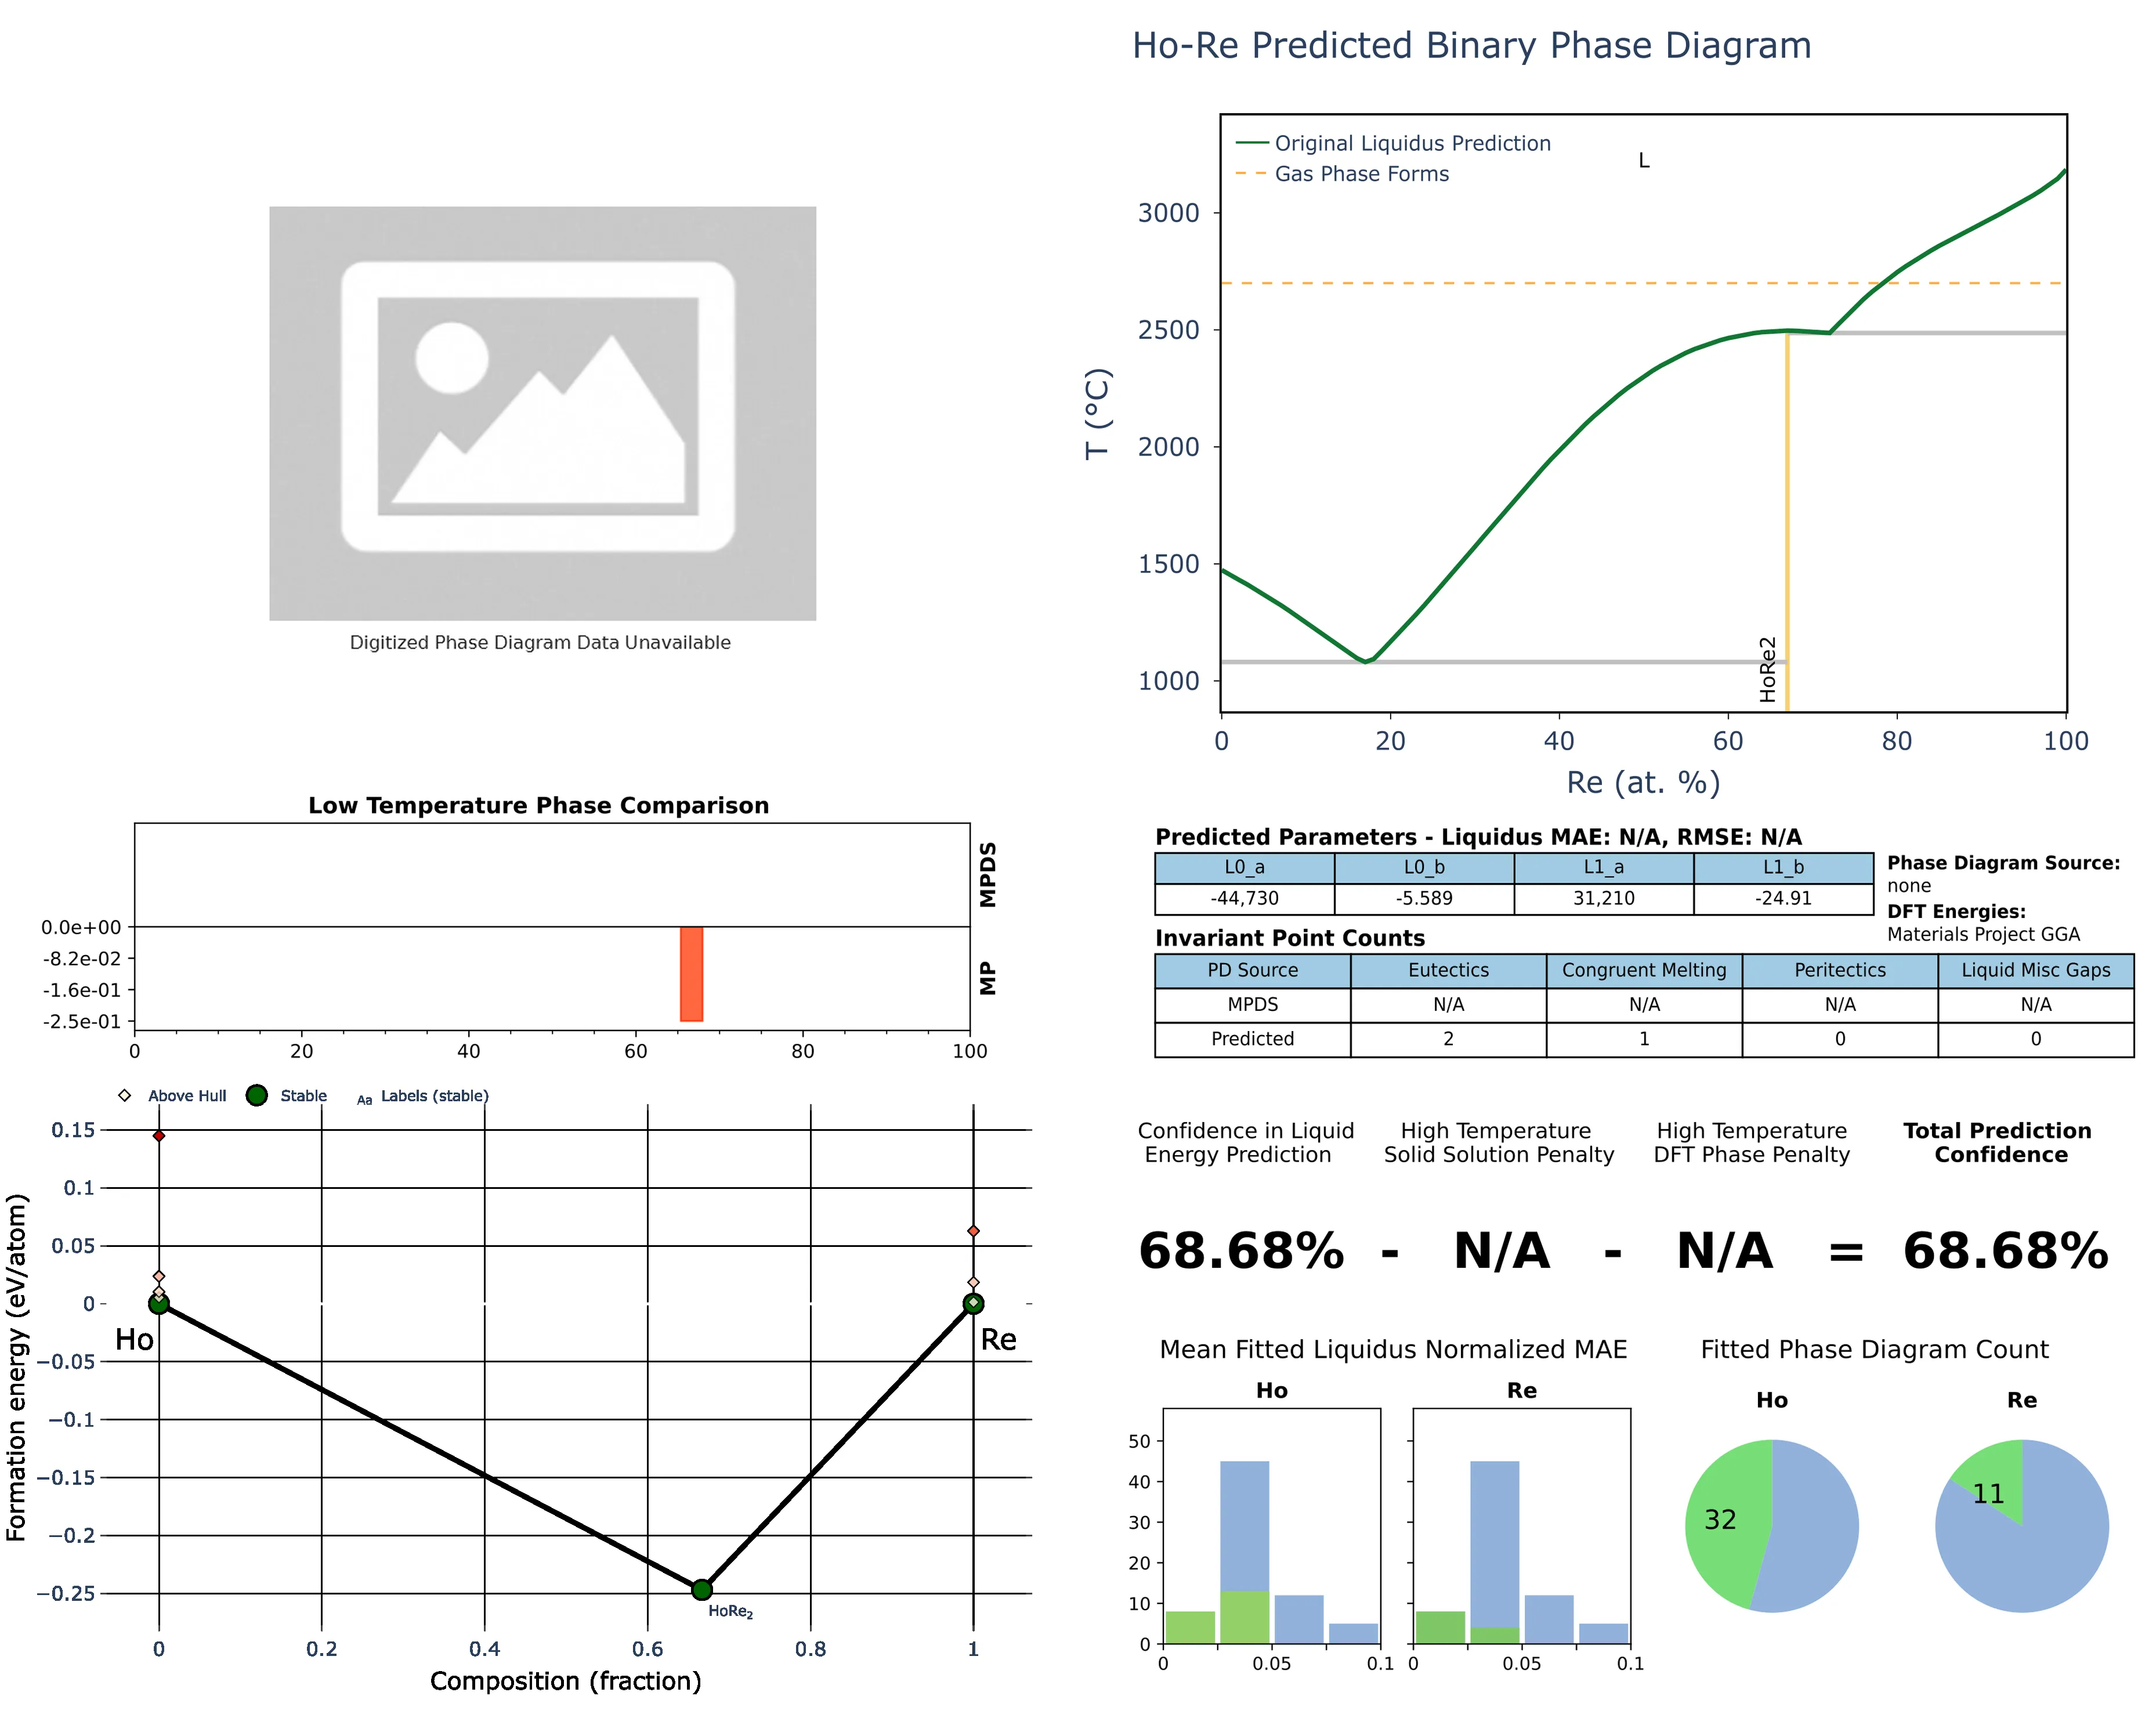 Ho-Re Predicted Binary Phase Diagram
Original Liquidus Prediction
Gas Phase Forms
L
3000
2500
2000
1500
1000
T (°C)
HoRe2
0 20 40 60 80 100
Re (at. %)
Digitized Phase Diagram Data Unavailable
Low Temperature Phase Comparison
MPDS
MP
0.0e+00
-8.2e-02
-1.6e-01
-2.5e-01
0 20 40 60 80 100
Predicted Parameters - Liquidus MAE: N/A, RMSE: N/A
L0_a L0_b L1_a L1_b
-44,730 -5.589 31,210 -24.91
Phase Diagram Source:
none
DFT Energies:
Materials Project GGA
Invariant Point Counts
PD Source Eutectics Congruent Melting Peritectics Liquid Misc Gaps
MPDS N/A N/A N/A N/A
Predicted 2 1 0 0
Above Hull Stable Aa Labels (stable)
0.15
0.1
0.05
0
−0.05
−0.1
−0.15
−0.2
−0.25
Formation energy (eV/atom)
Ho
Re
HoRe2
0 0.2 0.4 0.6 0.8 1
Composition (fraction)
Confidence in Liquid Energy Prediction
High Temperature Solid Solution Penalty
High Temperature DFT Phase Penalty
Total Prediction Confidence
68.68% - N/A - N/A = 68.68%
Mean Fitted Liquidus Normalized MAE
Ho
Re
50
40
30
20
10
0
0 0.05 0.1
0 0.05 0.1
Fitted Phase Diagram Count
Ho
Re
32
11